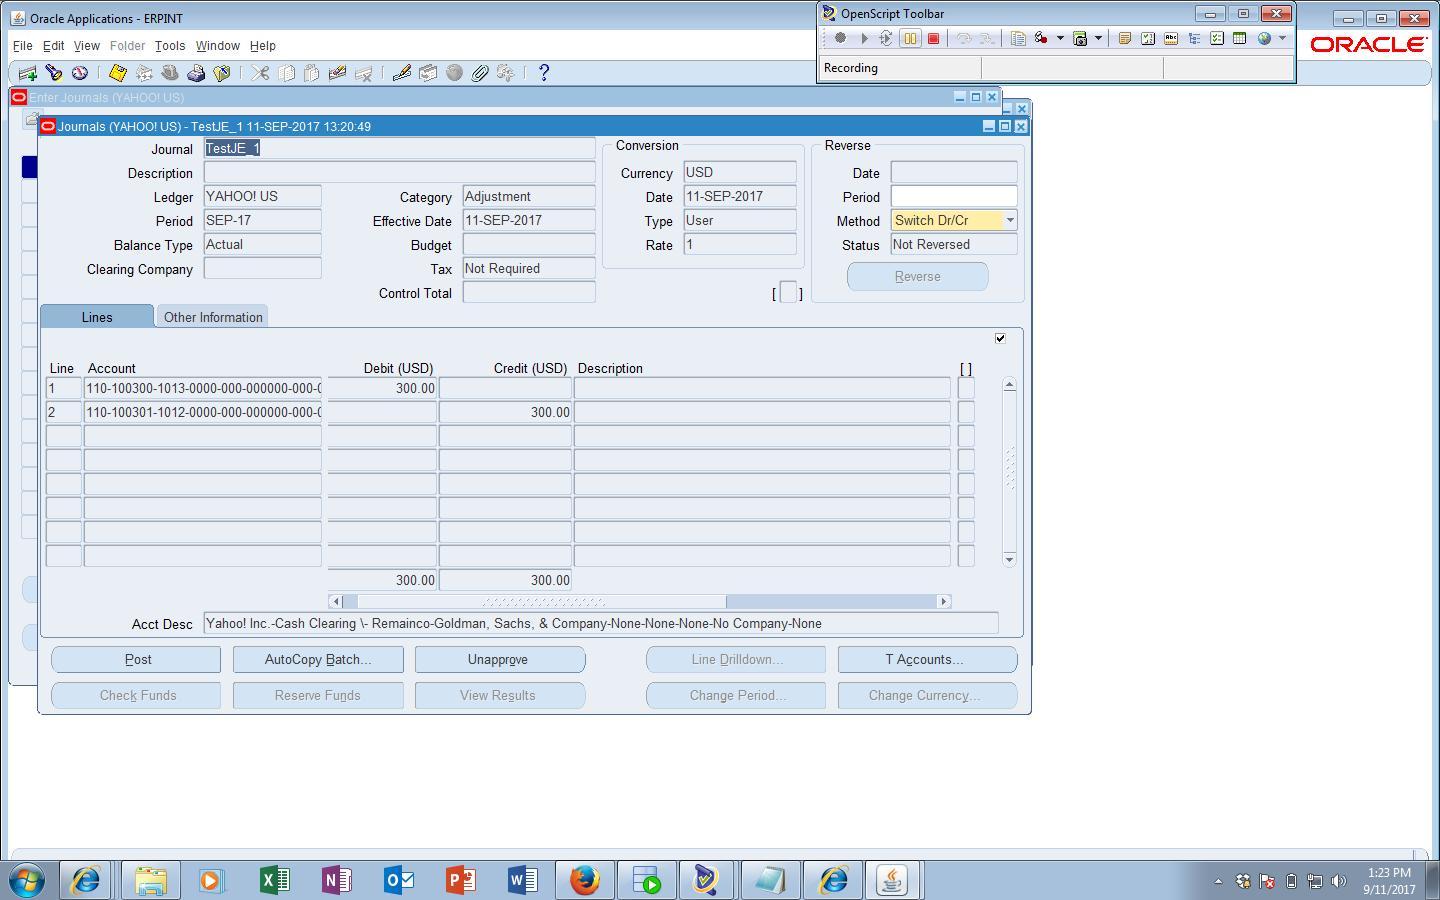 Oracle Applications - ERPINT
OpenScript Toolbar
File Edit View Folder Tools Window Help
ORACLE
Recording
Enter Journals (YAHOO! US)
Journals (YAHOO! US) - TestJE_1 11-SEP-2017 13:20:49
Journal TestJE_1
Description
Ledger YAHOO! US
Period SEP-17
Balance Type Actual
Clearing Company
Category Adjustment
Effective Date 11-SEP-2017
Budget
Tax Not Required
Control Total
Conversion
Currency USD
Date 11-SEP-2017
Type User
Rate 1
Reverse
Date
Period
Method Switch Dr/Cr
Status Not Reversed
Reverse
[ ]
Lines Other Information
Line Account Debit (USD) Credit (USD) Description [ ]
1 110-100300-1013-0000-000-000000-000-0 300.00
2 110-100301-1012-0000-000-000000-000-0 300.00
300.00 300.00
Acct Desc Yahoo! Inc.-Cash Clearing \- Remainco-Goldman, Sachs, & Company-None-None-None-No Company-None
Post AutoCopy Batch... Unapprove Line Drilldown... T Accounts...
Check Funds Reserve Funds View Results Change Period... Change Currency...
1:23 PM
9/11/2017